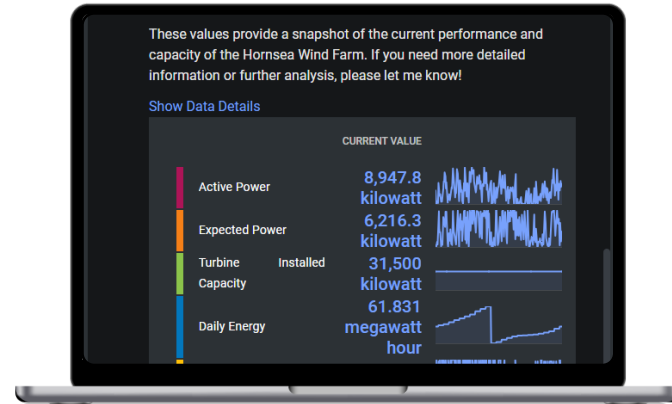 These values provide a snapshot of the current performance and
capacity of the Hornsea Wind Farm. If you need more detailed
information or further analysis, please let me know!
Show Data Details
CURRENT VALUE
Active Power
8,947.8
kilowatt
Expected Power
6,216.3
kilowatt
Turbine Installed
Capacity
31,500
kilowatt
Daily Energy
61.831
megawatt
hour